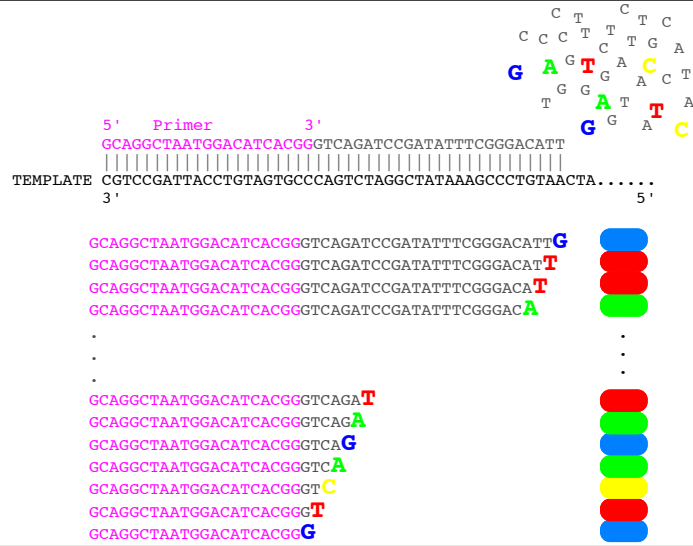 C T C T C
C C C T T C T G A
G A G T A C
G A C T
G G
T A T A T
G G A C
5' Primer 3'
GCAGGCTAATGGACATCACGGGTCAGATCCGATATTTCGGGACATT
TEMPLATE CGTCCGATTACCTGTAGTGCCCAGTCTAGGCTATAAAGCCCTGTAACTA......
3' 5'
GCAGGCTAATGGACATCACGGGTCAGATCCGATATTTCGGGACATTG
GCAGGCTAATGGACATCACGGGTCAGATCCGATATTTCGGGACATT
GCAGGCTAATGGACATCACGGGTCAGATCCGATATTTCGGGACAT
GCAGGCTAATGGACATCACGGGTCAGATCCGATATTTCGGGACA
GCAGGCTAATGGACATCACGGGTCAGAT
GCAGGCTAATGGACATCACGGGTCAGA
GCAGGCTAATGGACATCACGGGTCAG
GCAGGCTAATGGACATCACGGGTCA
GCAGGCTAATGGACATCACGGGTC
GCAGGCTAATGGACATCACGGGT
GCAGGCTAATGGACATCACGGG